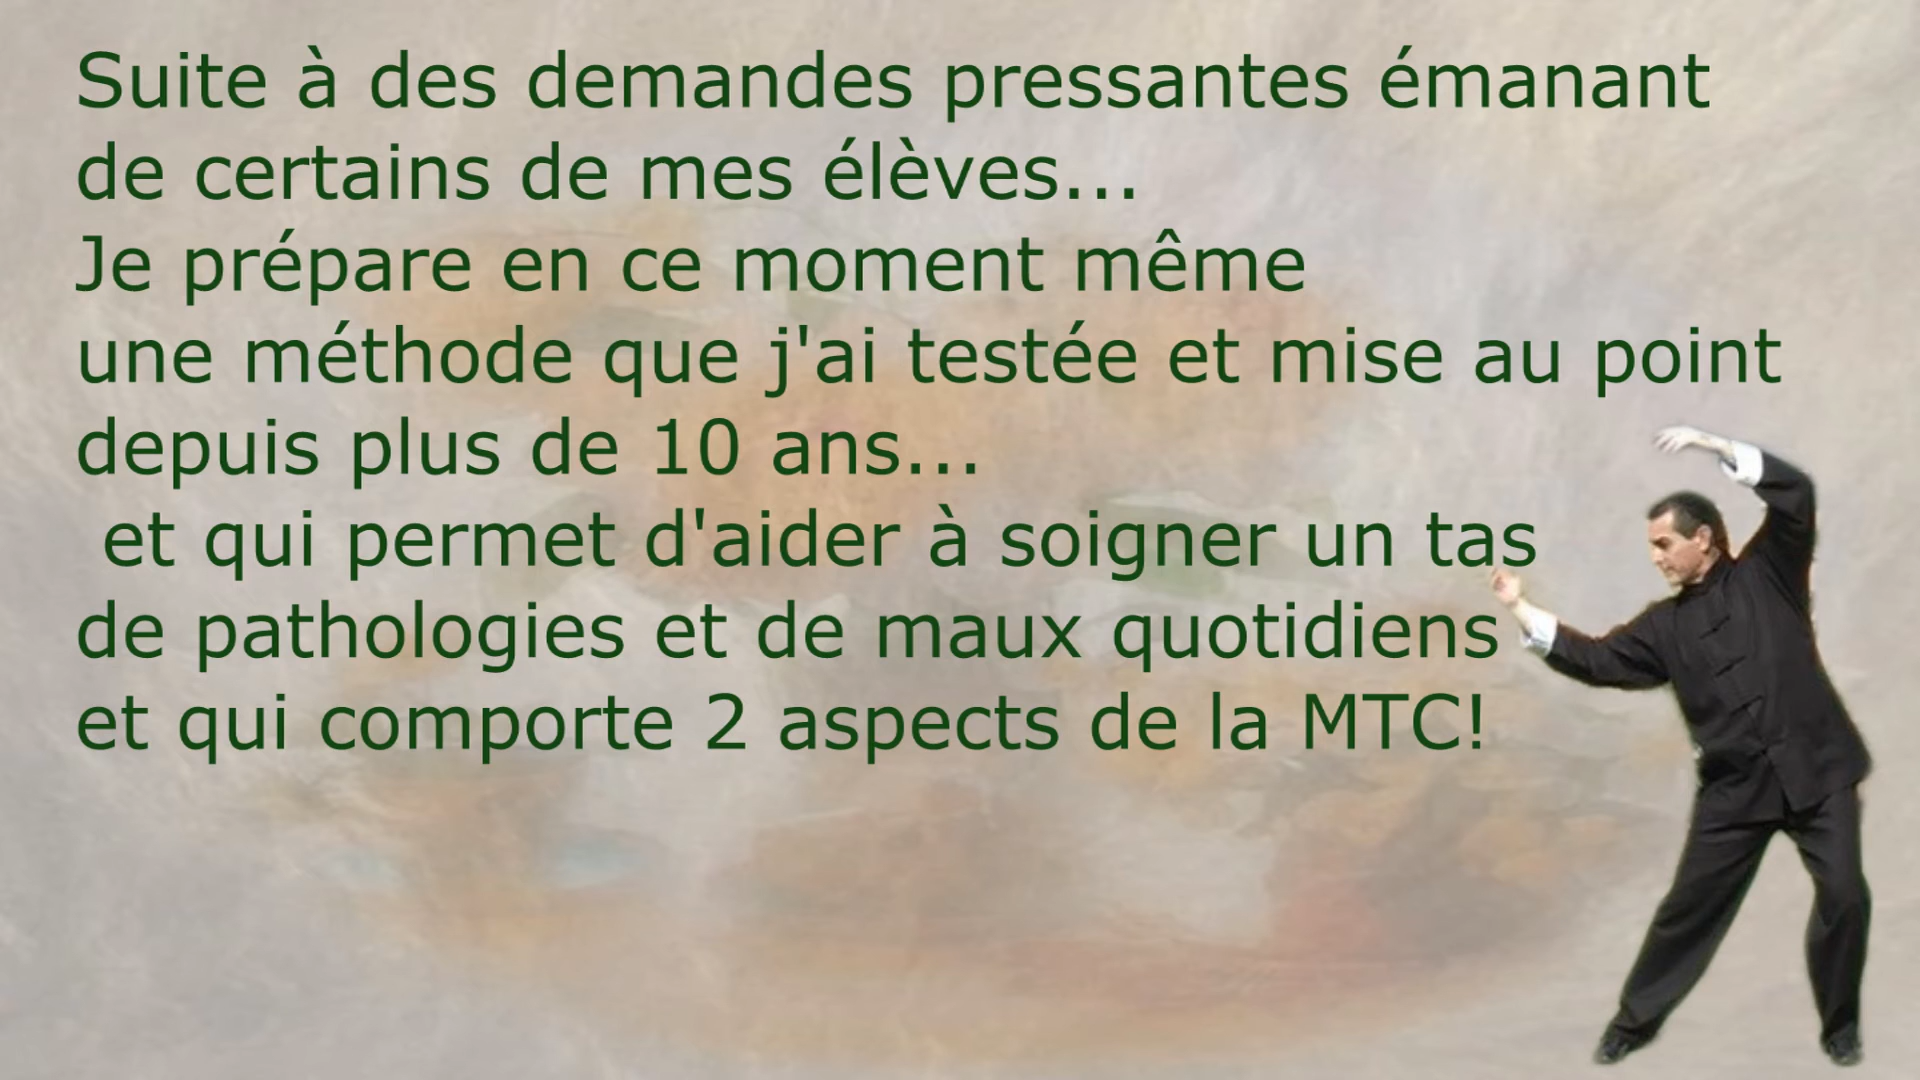 Suite à des demandes pressantes émanant
de certains de mes élèves...
Je prépare en ce moment même
une méthode que j'ai testée et mise au point
depuis plus de 10 ans...
et qui permet d'aider à soigner un tas
de pathologies et de maux quotidiens
et qui comporte 2 aspects de la MTC!